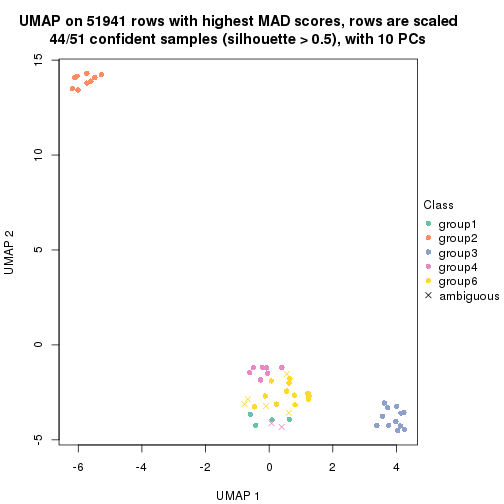 UMAP on 51941 rows with highest MAD scores, rows are scaled
44/51 confident samples (silhouette > 0.5), with 10 PCs
15
10
5
0
-5
UMAP 2
-6
-4
-2
0
2
4
UMAP 1
Class
group1
group2
group3
group4
group6
ambiguous